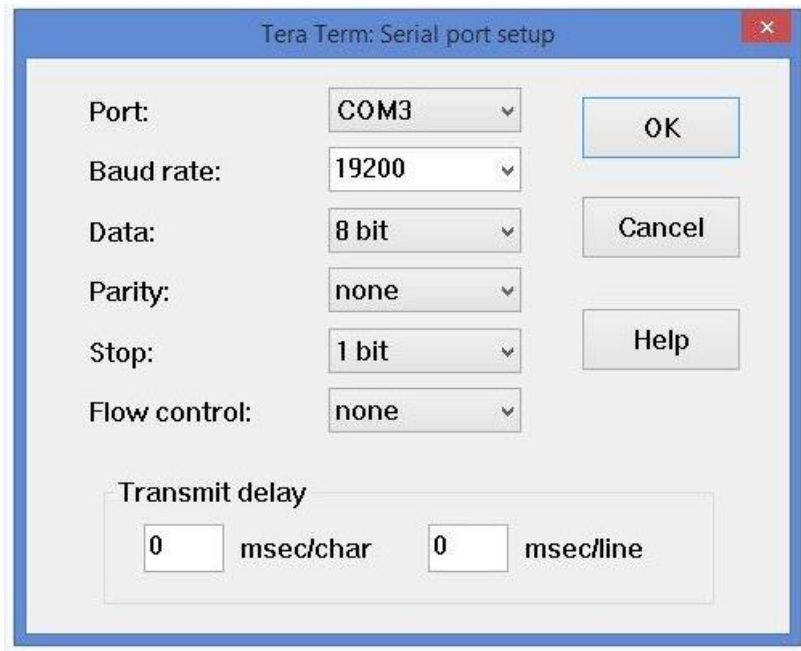 Tera Term: Serial port setup
Port: COM3 OK
Baud rate: 19200
Data: 8 bit Cancel
Parity: none
Stop: 1 bit Help
Flow control: none
Transmit delay
0 msec/char 0 msec/line